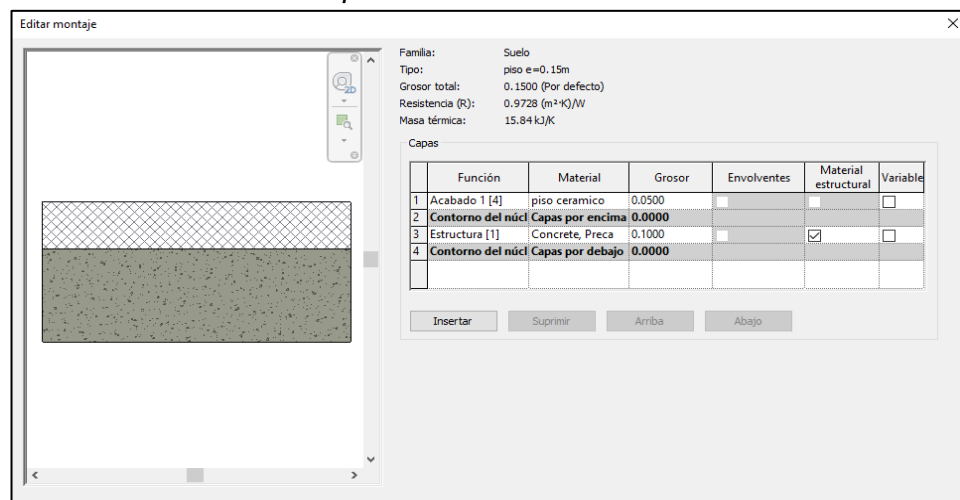 Editar montaje
2D
Familia: Suelo
Tipo: piso e=0.15m
Grosor total: 0.1500 (Por defecto)
Resistencia (R): 0.9728 (m²·K)/W
Masa térmica: 15.84 kJ/K
Capas
Función Material Grosor Envolventes Material estructural Variable
1 Acabado 1 [4] piso ceramico 0.0500
2 Contorno del núcl Capas por encima 0.0000
3 Estructura [1] Concrete, Preca 0.1000
4 Contorno del núcl Capas por debajo 0.0000
Insertar Suprimir Arriba Abajo